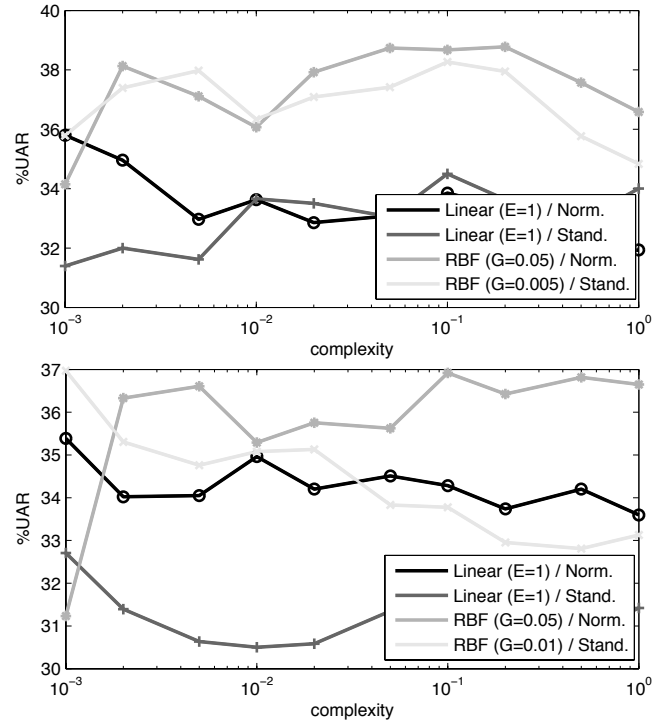 40
38
36
34
32
30
%UAR
10^-3
10^-2
10^-1
10^0
complexity
Linear (E=1) / Norm.
Linear (E=1) / Stand.
RBF (G=0.05) / Norm.
RBF (G=0.005) / Stand.
37
36
35
34
33
32
31
30
%UAR
10^-3
10^-2
10^-1
10^0
complexity
Linear (E=1) / Norm.
Linear (E=1) / Stand.
RBF (G=0.05) / Norm.
RBF (G=0.01) / Stand.